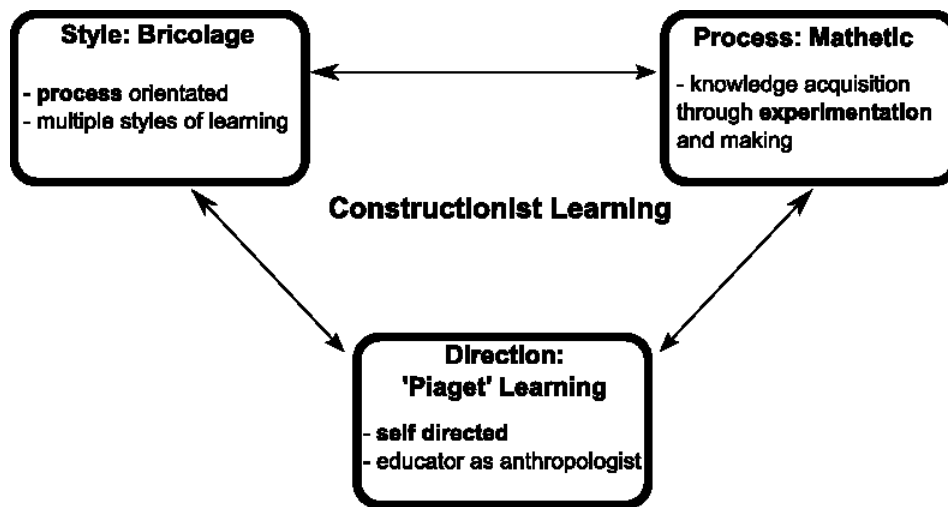 Style: Bricolage
- process orientated
- multiple styles of learning
Process: Mathetic
- knowledge acquisition
through experimentation
and making
Constructionist Learning
Direction:
'Piaget' Learning
- self directed
- educator as anthropologist